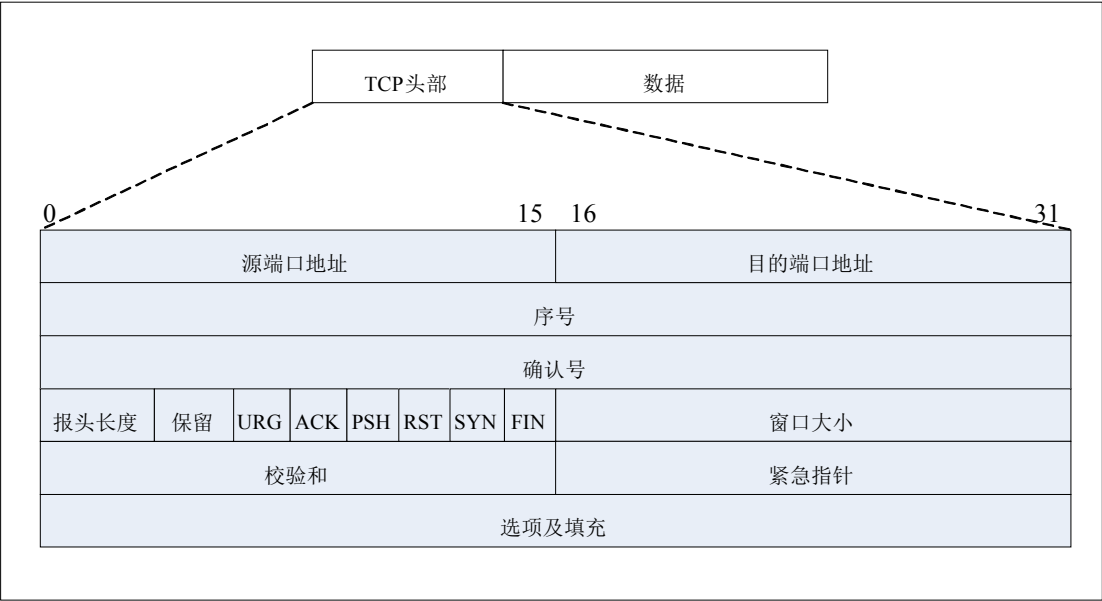 TCP头部 数据
0 15 16 31
源端口地址 目的端口地址
序号
确认号
报头长度 保留 URG ACK PSH RST SYN FIN 窗口大小
校验和 紧急指针
选项及填充